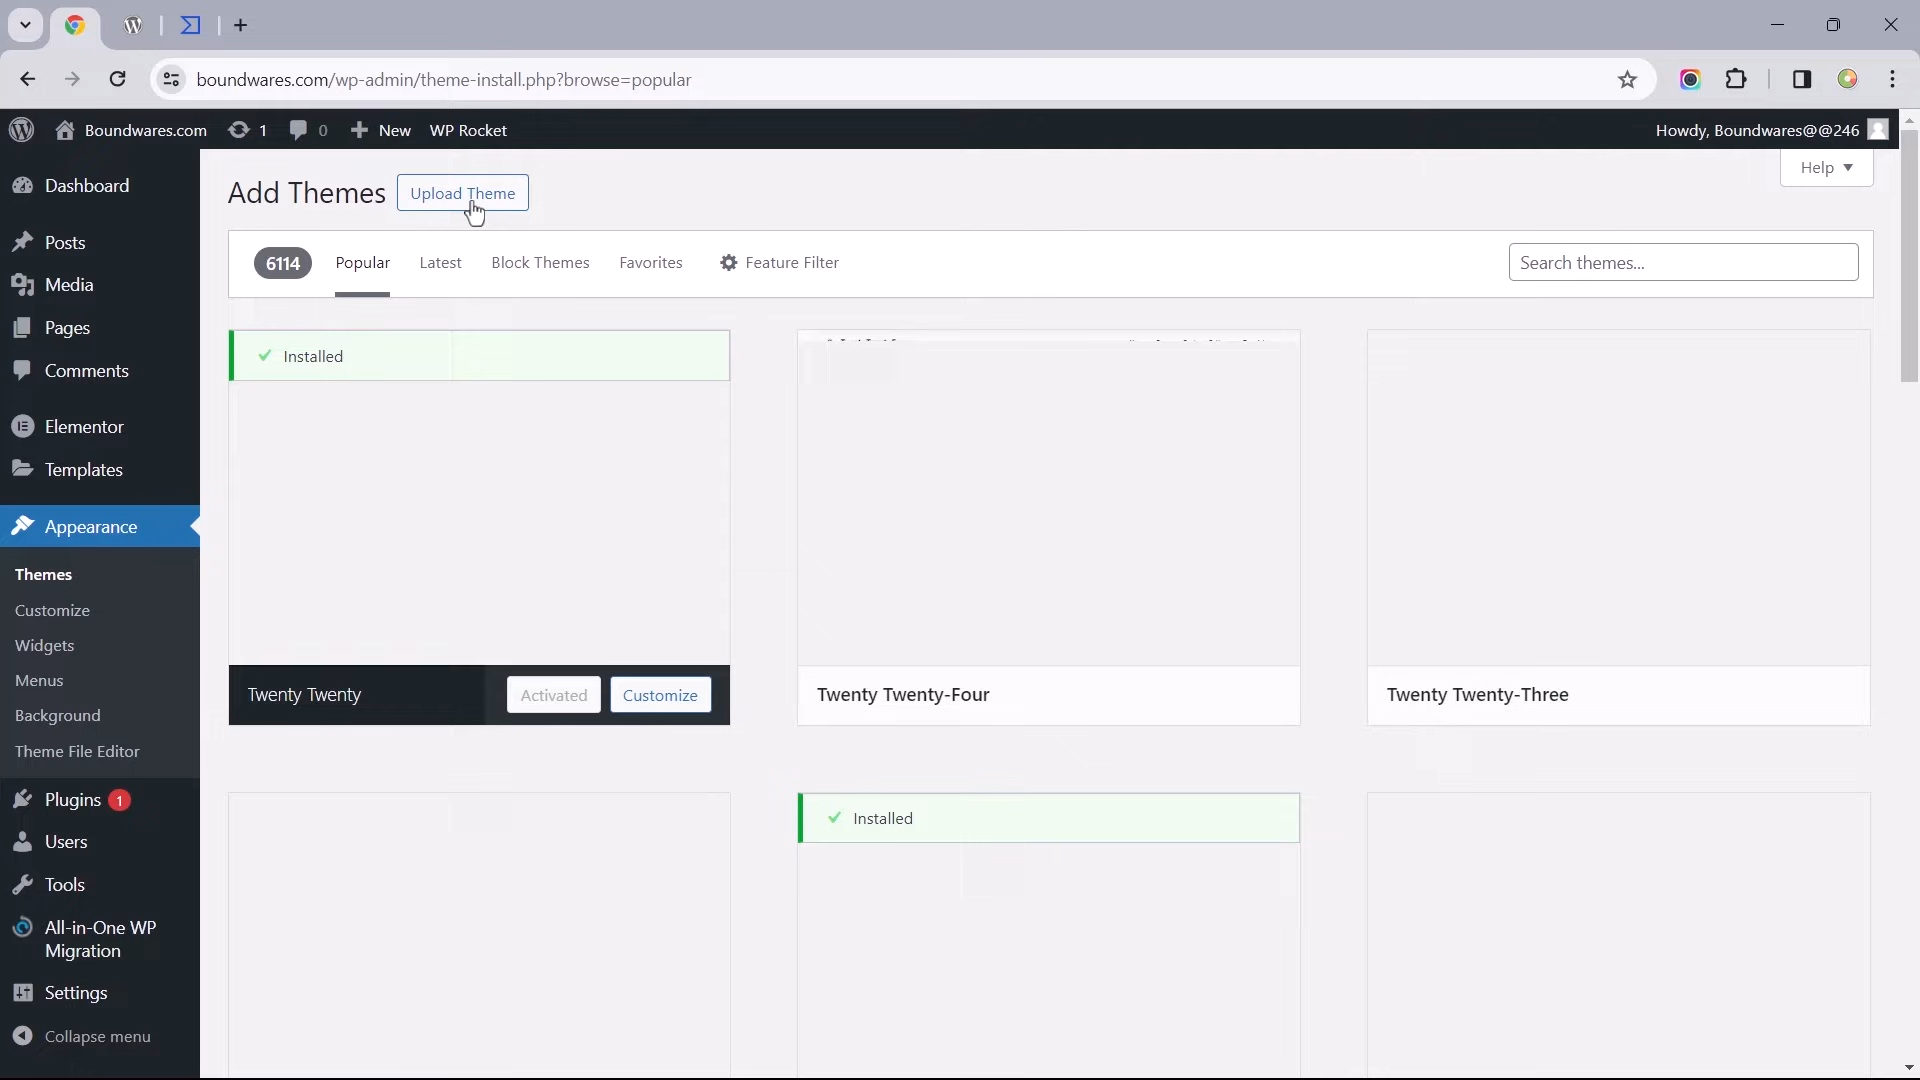 boundwares.com/wp-admin/theme-install.php?browse=popular
Boundwares.com
1
0
New
WP Rocket
Howdy, Boundwares@@246
Dashboard
Posts
Media
Pages
Comments
Elementor
Templates
Appearance
Themes
Customize
Widgets
Menus
Background
Theme File Editor
Plugins 1
Users
Tools
All-in-One WP
Migration
Settings
Collapse menu
Add Themes
Upload Theme
Help
6114
Popular
Latest
Block Themes
Favorites
Feature Filter
Search themes...
Installed
Twenty Twenty
Activated
Customize
Twenty Twenty-Four
Twenty Twenty-Three
Installed